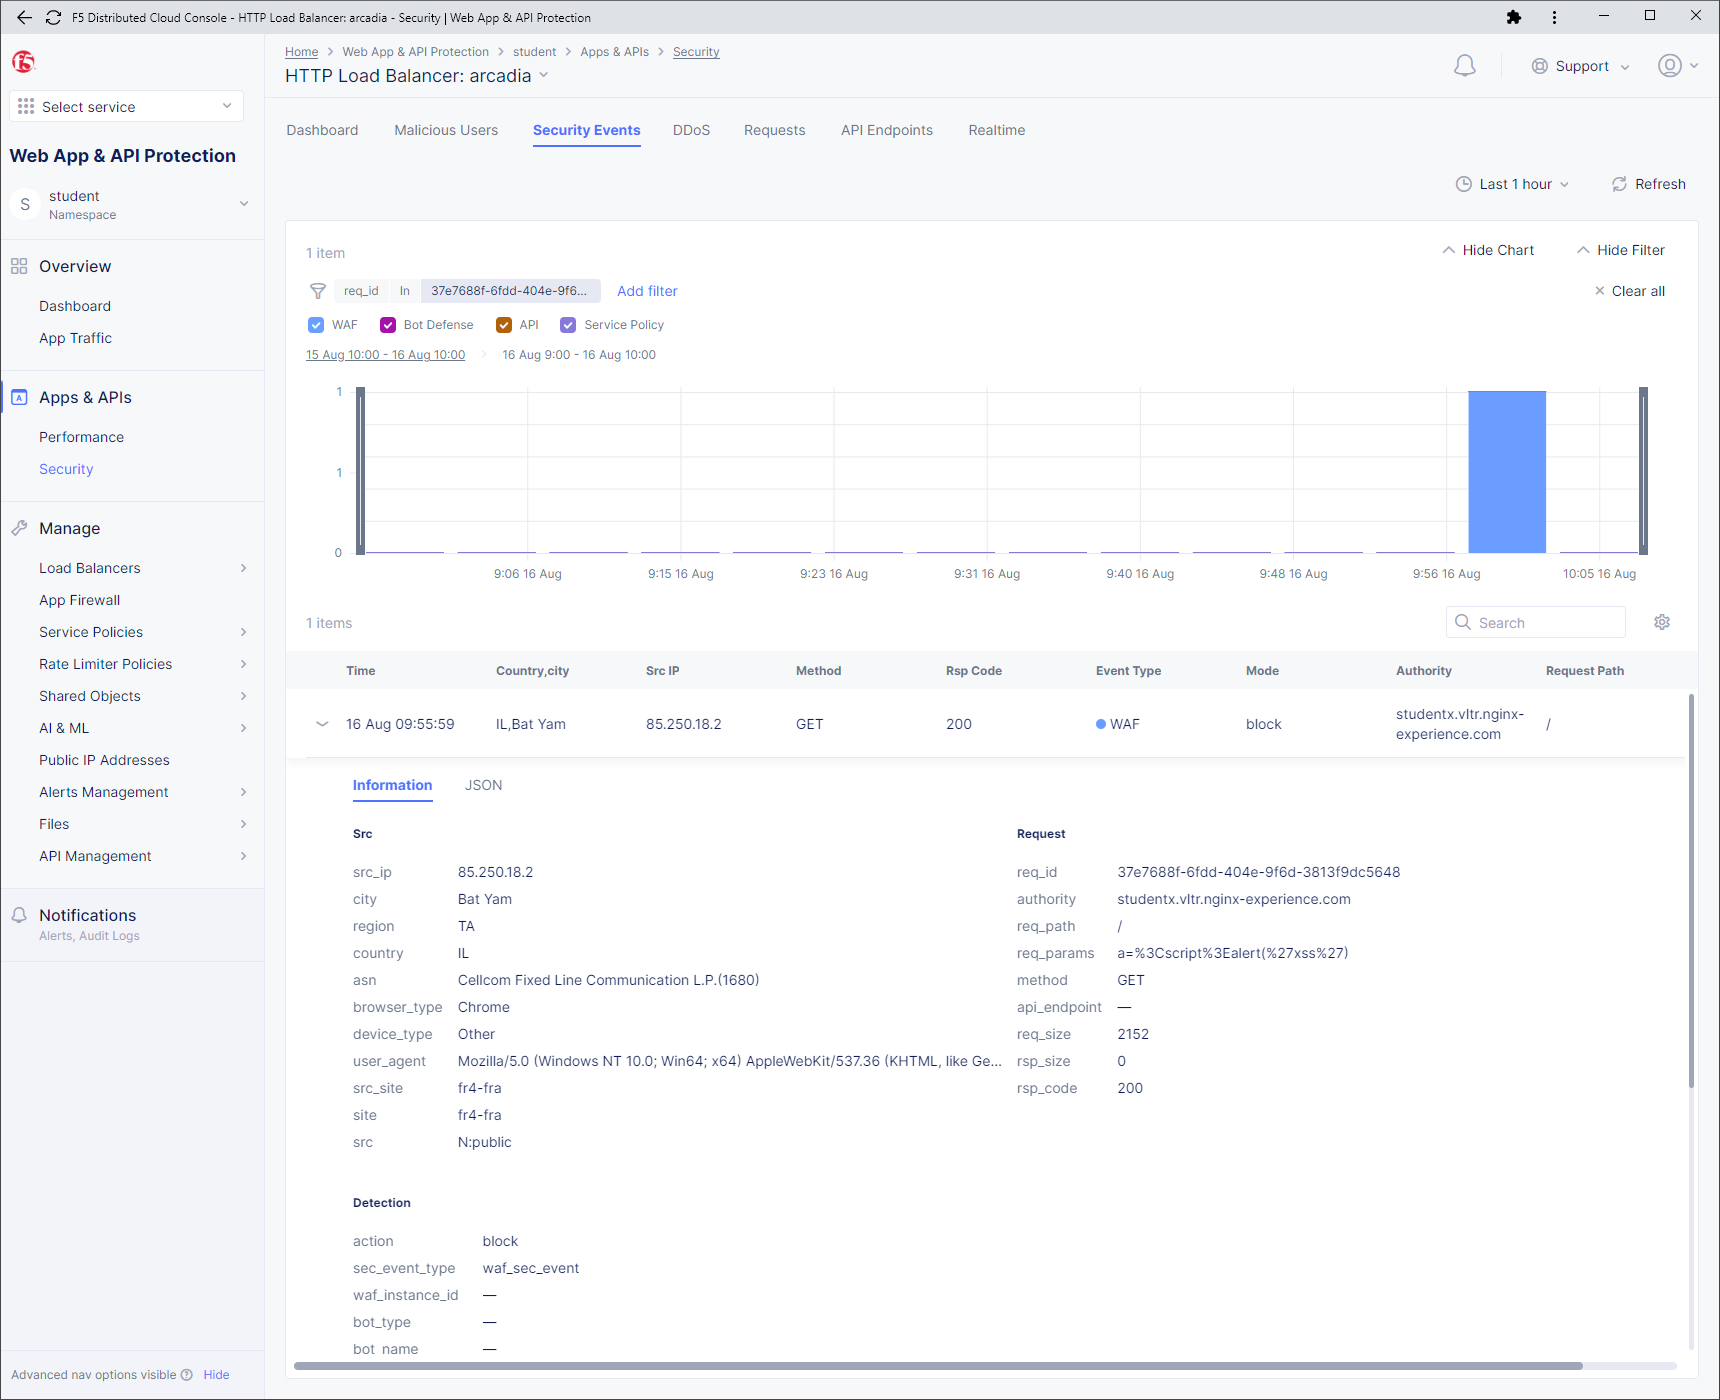 F5 Distributed Cloud Console - HTTP Load Balancer: arcadia - Security | Web App & API Protection
f5
Select service
Web App & API Protection
S
student
Namespace
Overview
Dashboard
App Traffic
A
Apps & APIs
Performance
Security
Manage
Load Balancers
App Firewall
Service Policies
Rate Limiter Policies
Shared Objects
AI & ML
Public IP Addresses
Alerts Management
Files
API Management
Notifications
Alerts, Audit Logs
Advanced nav options visible ? Hide
Home > Web App & API Protection > student > Apps & APIs > Security
HTTP Load Balancer: arcadia
Support
Dashboard Malicious Users Security Events DDoS Requests API Endpoints Realtime
Last 1 hour Refresh
1 item Hide Chart Hide Filter
req_id In 37e7688f-6fdd-404e-9f6... Add filter × Clear all
WAF Bot Defense API Service Policy
15 Aug 10:00 - 16 Aug 10:00 > 16 Aug 9:00 - 16 Aug 10:00
1
1
0
9:06 16 Aug 9:15 16 Aug 9:23 16 Aug 9:31 16 Aug 9:40 16 Aug 9:48 16 Aug 9:56 16 Aug 10:05 16 Aug
1 items Search
Time Country,city Src IP Method Rsp Code Event Type Mode Authority Request Path
16 Aug 09:55:59 IL,Bat Yam 85.250.18.2 GET 200 WAF block studentx.vltr.nginx- /
experience.com
Information JSON
Src
src_ip 85.250.18.2
city Bat Yam
region TA
country IL
asn Cellcom Fixed Line Communication L.P.(1680)
browser_type Chrome
device_type Other
user_agent Mozilla/5.0 (Windows NT 10.0; Win64; x64) AppleWebKit/537.36 (KHTML, like Ge...
src_site fr4-fra
site fr4-fra
src N:public
Request
req_id 37e7688f-6fdd-404e-9f6d-3813f9dc5648
authority studentx.vltr.nginx-experience.com
req_path /
req_params a=%3Cscript%3Ealert(%27xss%27)
method GET
api_endpoint —
req_size 2152
rsp_size 0
rsp_code 200
Detection
action block
sec_event_type waf_sec_event
waf_instance_id —
bot_type —
bot_name —